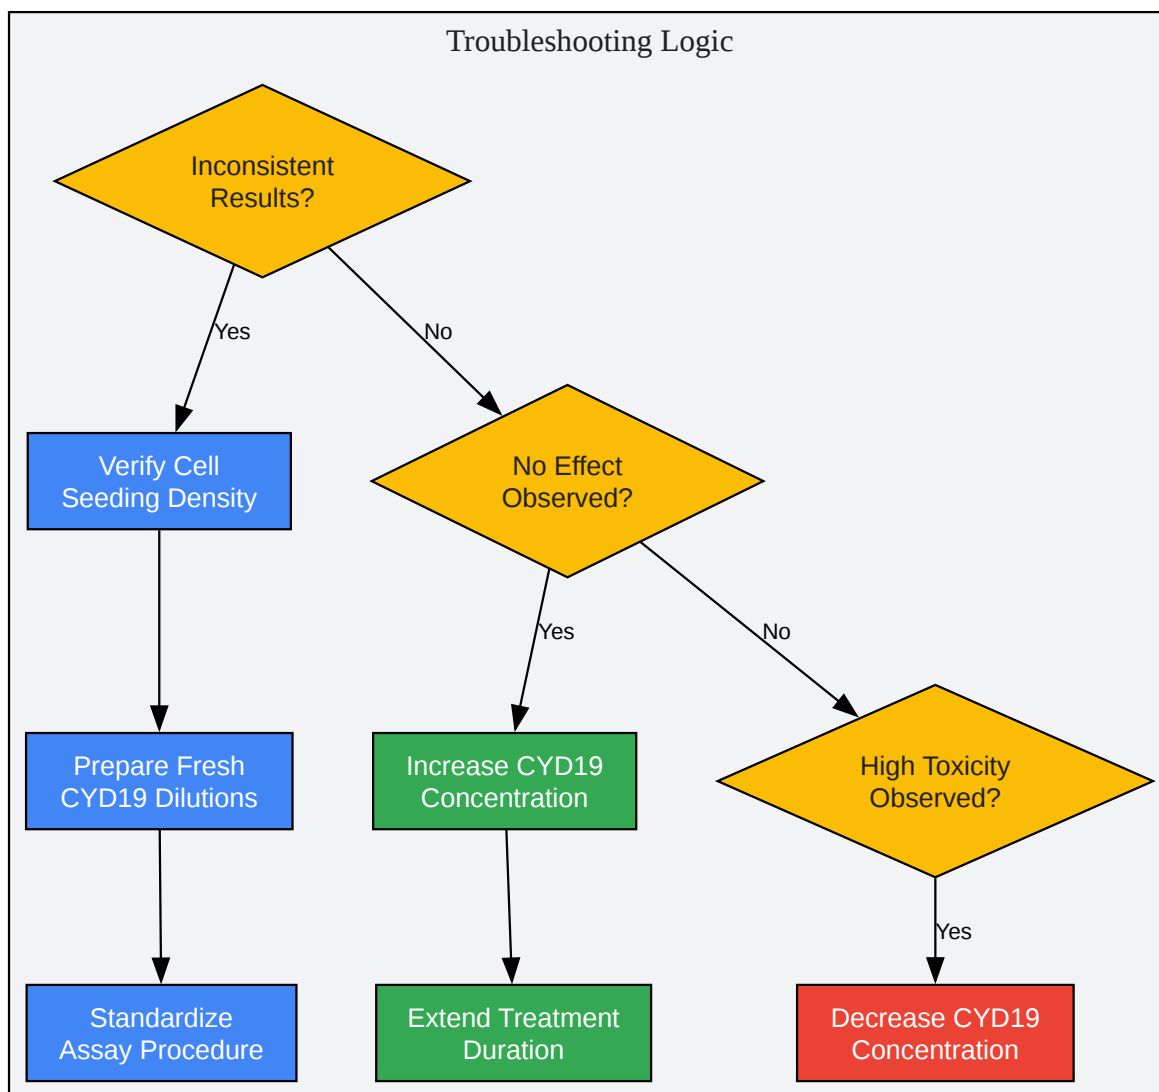 Troubleshooting Logic
Inconsistent
Results?
Yes
No
Verify Cell
Seeding Density
No Effect
Observed?
Yes
No
Prepare Fresh
CYD19 Dilutions
Increase CYD19
Concentration
High Toxicity
Observed?
Yes
Standardize
Assay Procedure
Extend Treatment
Duration
Decrease CYD19
Concentration